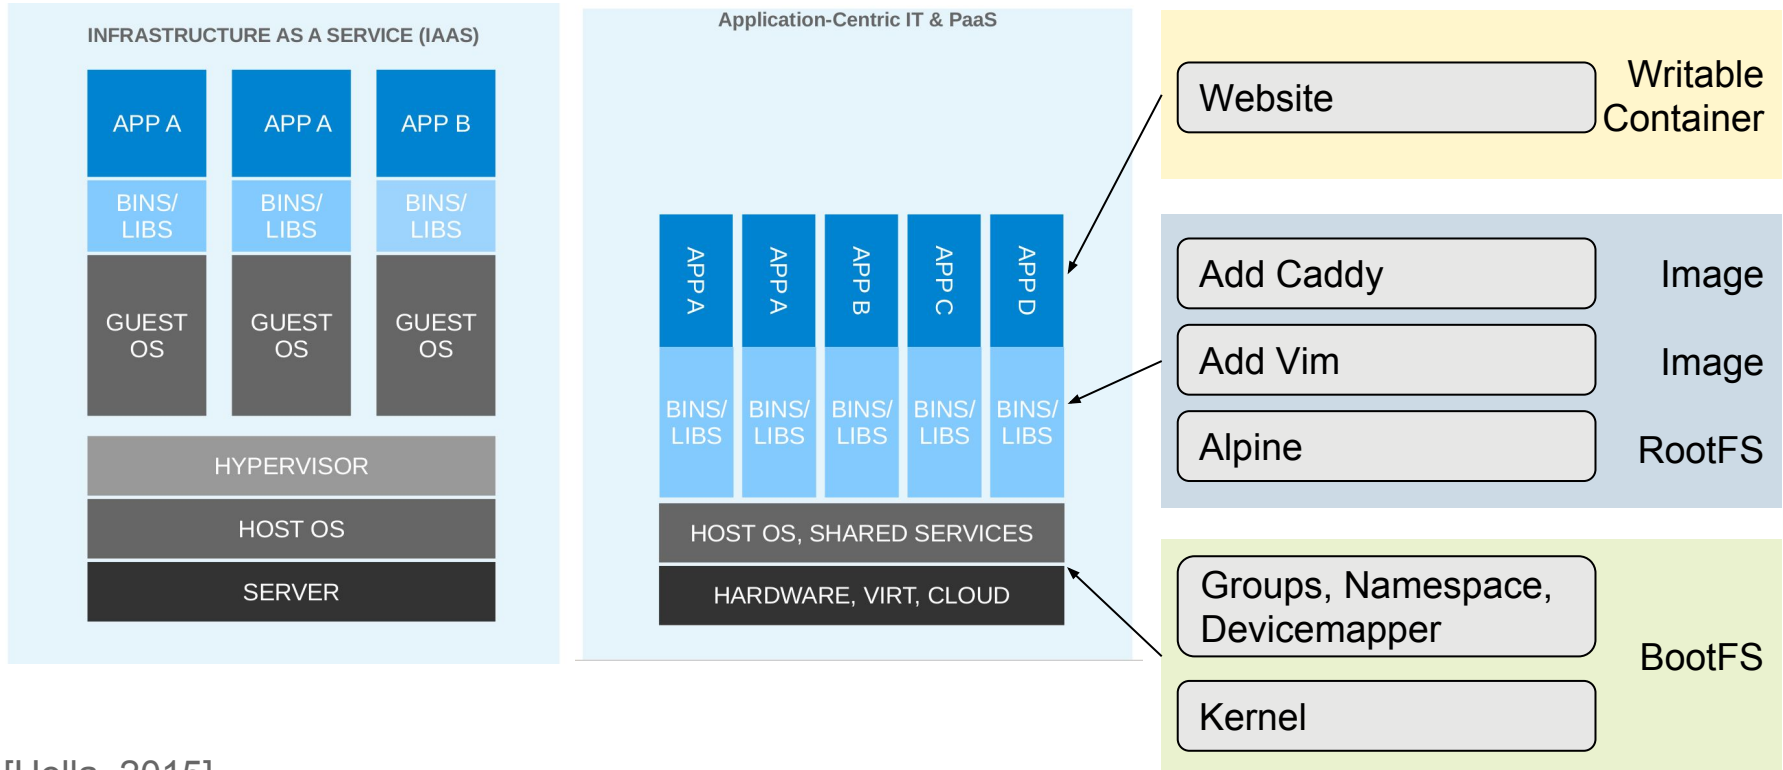 INFRASTRUCTURE AS A SERVICE (IAAS)
APP A
APP A
APP B
BINS/
LIBS
BINS/
LIBS
BINS/
LIBS
GUEST
OS
GUEST
OS
GUEST
OS
HYPERVISOR
HOST OS
SERVER
Application-Centric IT & PaaS
APP A
APP A
APP B
APP C
APP D
BINS/
LIBS
BINS/
LIBS
BINS/
LIBS
BINS/
LIBS
BINS/
LIBS
HOST OS, SHARED SERVICES
HARDWARE, VIRT, CLOUD
Website
Writable
Container
Add Caddy
Image
Add Vim
Image
Alpine
RootFS
Groups, Namespace,
Devicemapper
BootFS
Kernel
2015]